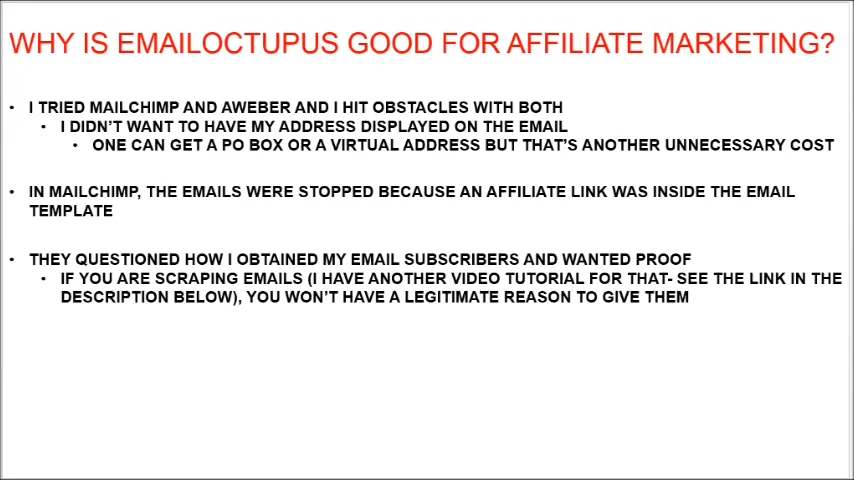 WHY IS EMAILOCTUPUS GOOD FOR AFFILIATE MARKETING?
• I TRIED MAILCHIMP AND AWEBER AND I HIT OBSTACLES WITH BOTH
• I DIDN'T WANT TO HAVE MY ADDRESS DISPLAYED ON THE EMAIL
• ONE CAN GET A PO BOX OR A VIRTUAL ADDRESS BUT THAT'S ANOTHER UNNECESSARY COST
• IN MAILCHIMP, THE EMAILS WERE STOPPED BECAUSE AN AFFILIATE LINK WAS INSIDE THE EMAIL
TEMPLATE
• THEY QUESTIONED HOW I OBTAINED MY EMAIL SUBSCRIBERS AND WANTED PROOF
• IF YOU ARE SCRAPING EMAILS (I HAVE ANOTHER VIDEO TUTORIAL FOR THAT- SEE THE LINK IN THE
DESCRIPTION BELOW), YOU WON'T HAVE A LEGITIMATE REASON TO GIVE THEM